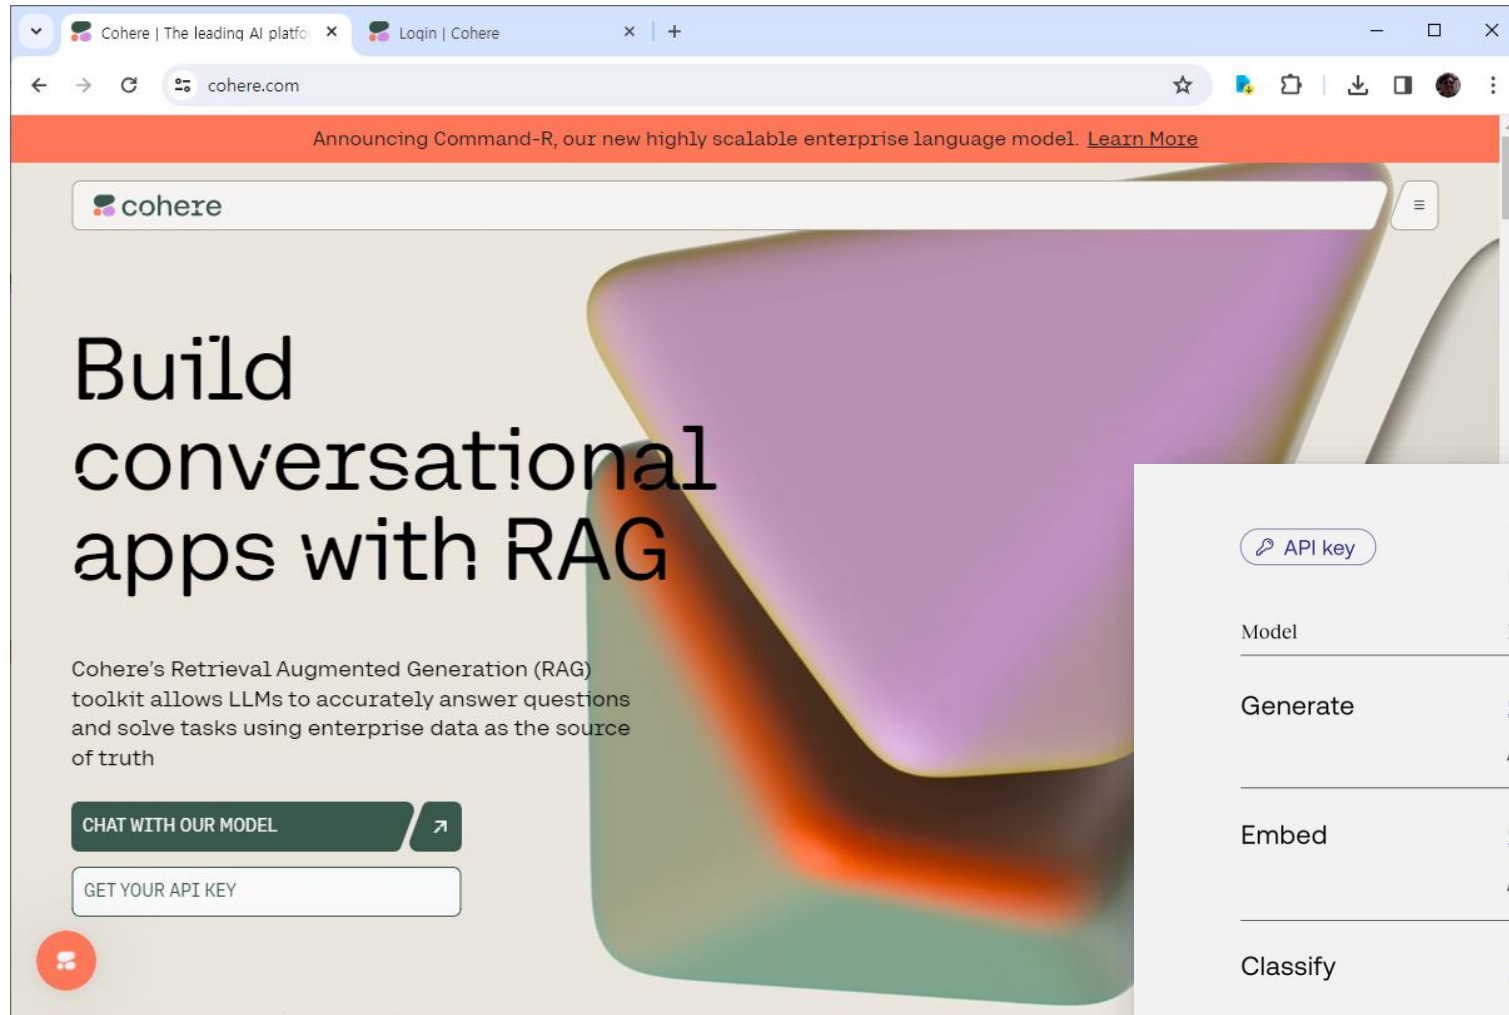 Cohere | The leading AI platfo
Login | Cohere
cohere.com
Announcing Command-R, our new highly scalable enterprise language model. Learn More
cohere
Build
conversational
apps with RAG
Cohere's Retrieval Augmented Generation (RAG)
toolkit allows LLMs to accurately answer questions
and solve tasks using enterprise data as the source
of truth
CHAT WITH OUR MODEL
GET YOUR API KEY
API key
Model
Generate
Embed
Classify